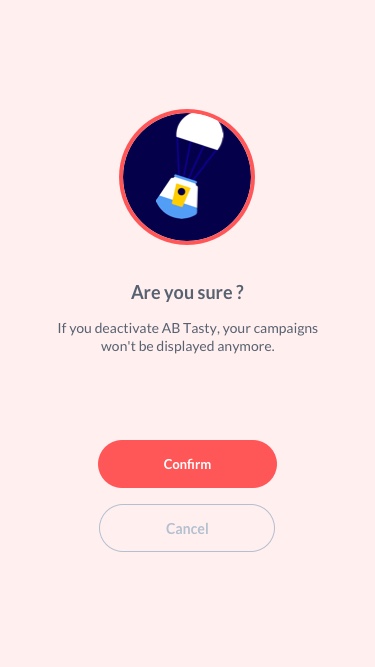 Are you sure ?
If you deactivate AB Tasty, your campaigns
won't be displayed anymore.
Confirm
Cancel